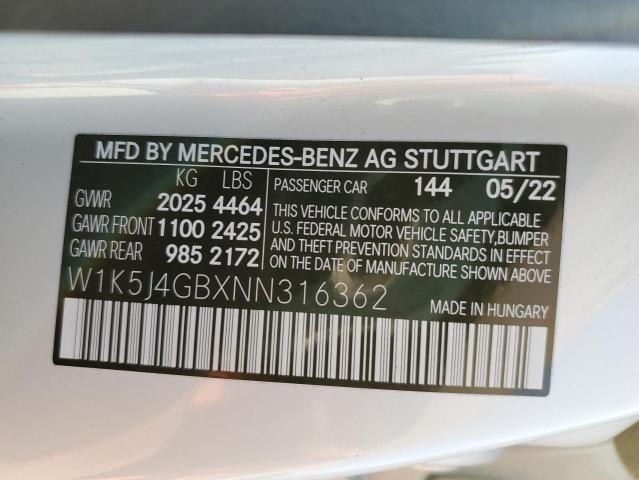 MFD BY MERCEDES-BENZ AG STUTTGART
KG LBS
GVWR 2025 4464
GAWR FRONT 1100 2425
GAWR REAR 985 2172
PASSENGER CAR 144 05/22
THIS VEHICLE CONFORMS TO ALL APPLICABLE
U.S. FEDERAL MOTOR VEHICLE SAFETY, BUMPER
AND THEFT PREVENTION STANDARDS IN EFFECT
ON THE DATE OF MANUFACTURE SHOWN ABOVE.
W1K5J4GBXNN316362
MADE IN HUNGARY